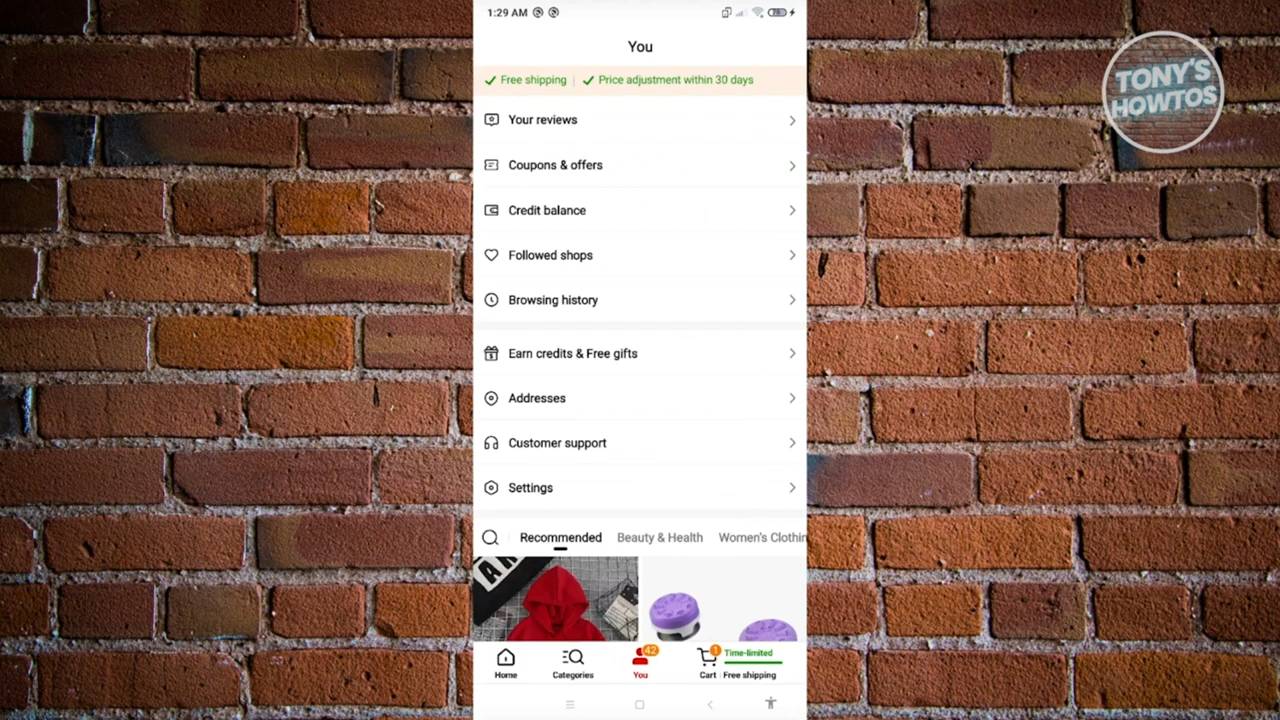 1:29 AM
You
Free shipping | Price adjustment within 30 days
Your reviews
Coupons & offers
Credit balance
Followed shops
Browsing history
Earn credits & Free gifts
Addresses
Customer support
Settings
Recommended Beauty & Health Women's Clothin
Home
Categories
42
You
1
Cart
Time-limited
Free shipping
TONY'S
HOWTOS